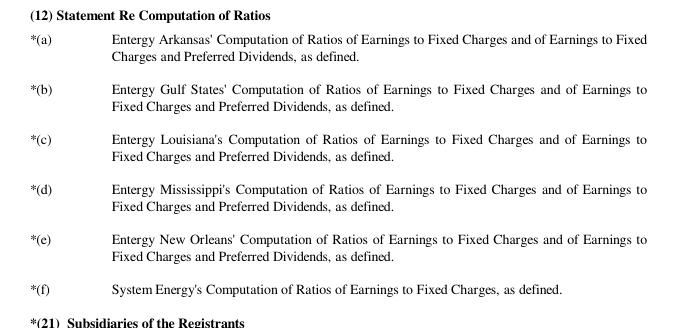 (12) Statement Re Computation of Ratios
*(a) Entergy Arkansas' Computation of Ratios of Earnings to Fixed Charges and of Earnings to Fixed
Charges and Preferred Dividends, as defined.
*(b) Entergy Gulf States' Computation of Ratios of Earnings to Fixed Charges and of Earnings to
Fixed Charges and Preferred Dividends, as defined.
*(c) Entergy Louisiana's Computation of Ratios of Earnings to Fixed Charges and of Earnings to
Fixed Charges and Preferred Dividends, as defined.
*(d) Entergy Mississippi's Computation of Ratios of Earnings to Fixed Charges and of Earnings to
Fixed Charges and Preferred Dividends, as defined.
*(e) Entergy New Orleans' Computation of Ratios of Earnings to Fixed Charges and of Earnings to
Fixed Charges and Preferred Dividends, as defined.
*(f) System Energy's Computation of Ratios of Earnings to Fixed Charges, as defined.
*(21) Subsidiaries of the Registrants